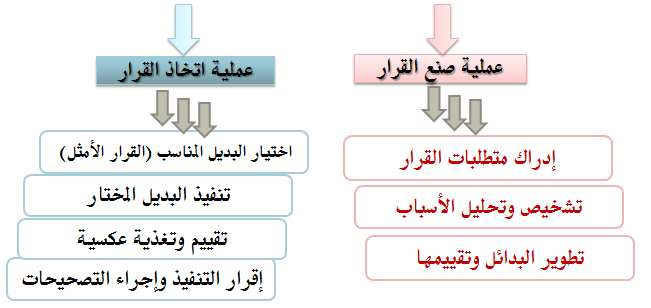 عملية صنع القرار
إدراك متطلبات القرار
تشخيص وتحليل الأسباب
تطوير البدائل وتقييمها
عملية اتخاذ القرار
اختيار البديل المناسب (القرار الأمثل)
تنفيذ البديل المختار
تقييم وتغذية عكسية
إقرار التنفيذ وإجراء التصحيحات